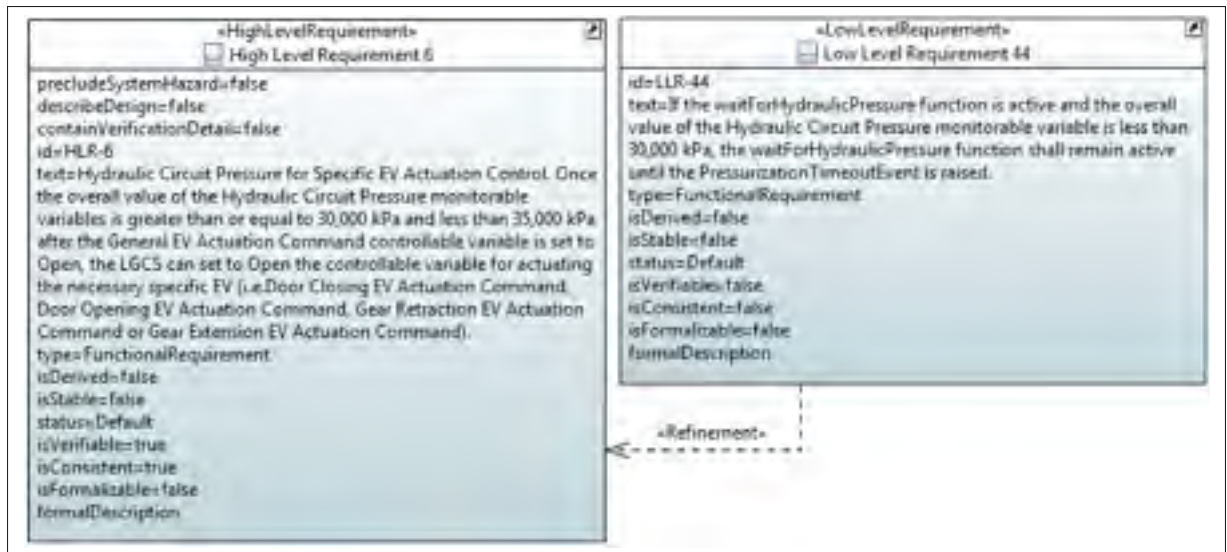 «HighLevelRequirement»
High Level Requirement 6
precludeSystemHazard=false
describeDesign=false
containVerificationDetail=false
id=HLR-6
text=Hydraulic Circuit Pressure for Specific EV Actuation Control. Once
the overall value of the Hydraulic Circuit Pressure monitorable
variables is greater than or equal to 30,000 kPa and less than 35,000 kPa
after the General EV Actuation Command controllable variable is set to
Open, the LGCS can set to Open the controllable variable for actuating
the necessary specific EV (i.e.Door Closing EV Actuation Command,
Door Opening EV Actuation Command, Gear Retraction EV Actuation
Command or Gear Extension EV Actuation Command).
type=FunctionalRequirement
isDerived=false
isStable=false
status=Default
isVerifiable=true
isConsistent=true
isFormalizable=false
formalDescription
«LowLevelRequirement»
Low Level Requirement 44
id=LLR-44
text=If the waitForHydraulicPressure function is active and the overall
value of the Hydraulic Circuit Pressure monitorable variable is less than
30,000 kPa, the waitForHydraulicPressure function shall remain active
until the PressurizationTimeoutEvent is raised.
type=FunctionalRequirement
isDerived=false
isStable=false
status=Default
isVerifiable=false
isConsistent=false
isFormalizable=false
formalDescription
«Refinement»